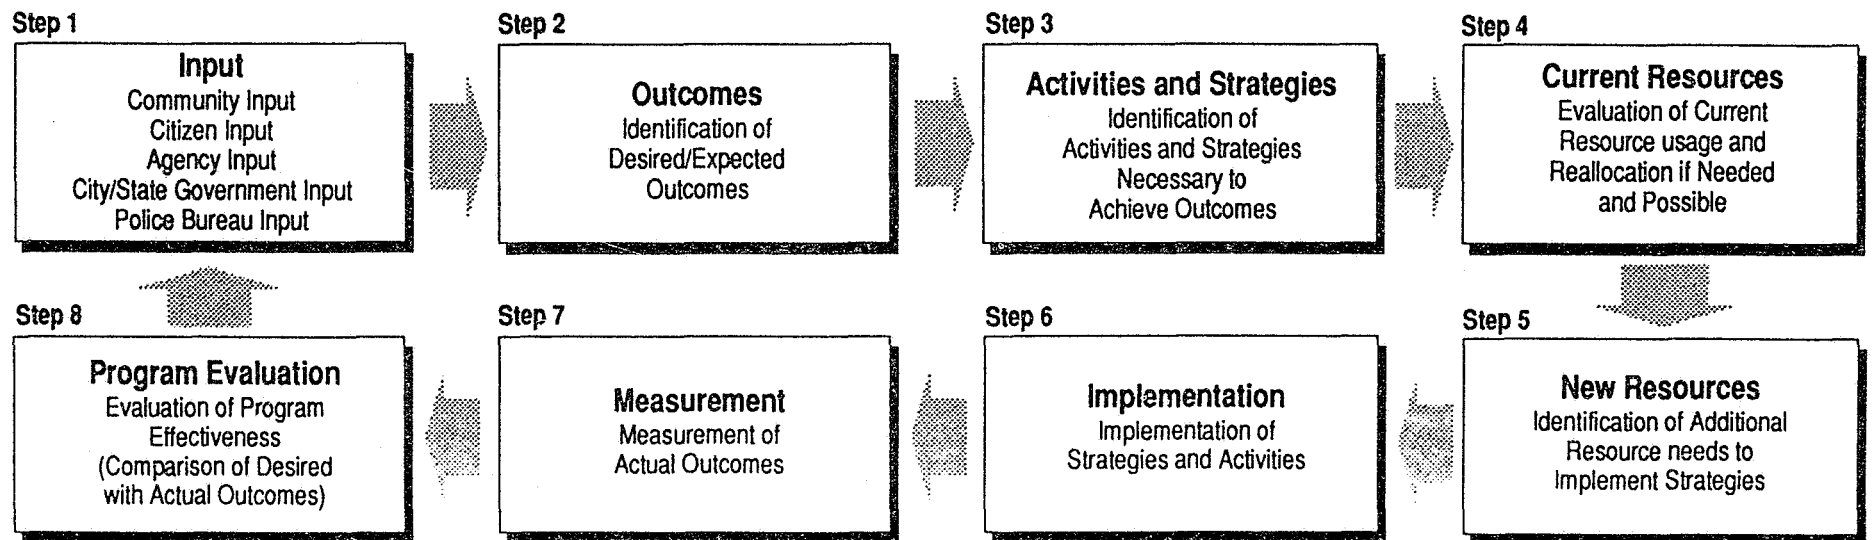 Step 1
Input
Community Input
Citizen Input
Agency Input
City/State Government Input
Police Bureau Input
Step 2
Outcomes
Identification of
Desired/Expected
Outcomes
Step 3
Activities and Strategies
Identification of
Activities and Strategies
Necessary to
Achieve Outcomes
Step 4
Current Resources
Evaluation of Current
Resource usage and
Reallocation if Needed
and Possible
Step 5
New Resources
Identification of Additional
Resource needs to
Implement Strategies
Step 6
Implementation
Implementation of
Strategies and Activities
Step 7
Measurement
Measurement of
Actual Outcomes
Step 8
Program Evaluation
Evaluation of Program
Effectiveness
(Comparison of Desired
with Actual Outcomes)